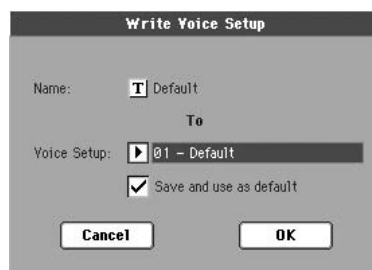 Write Voice Setup
Name: T Default
To
Voice Setup: 01 - Default
Save and use as default
Cancel OK